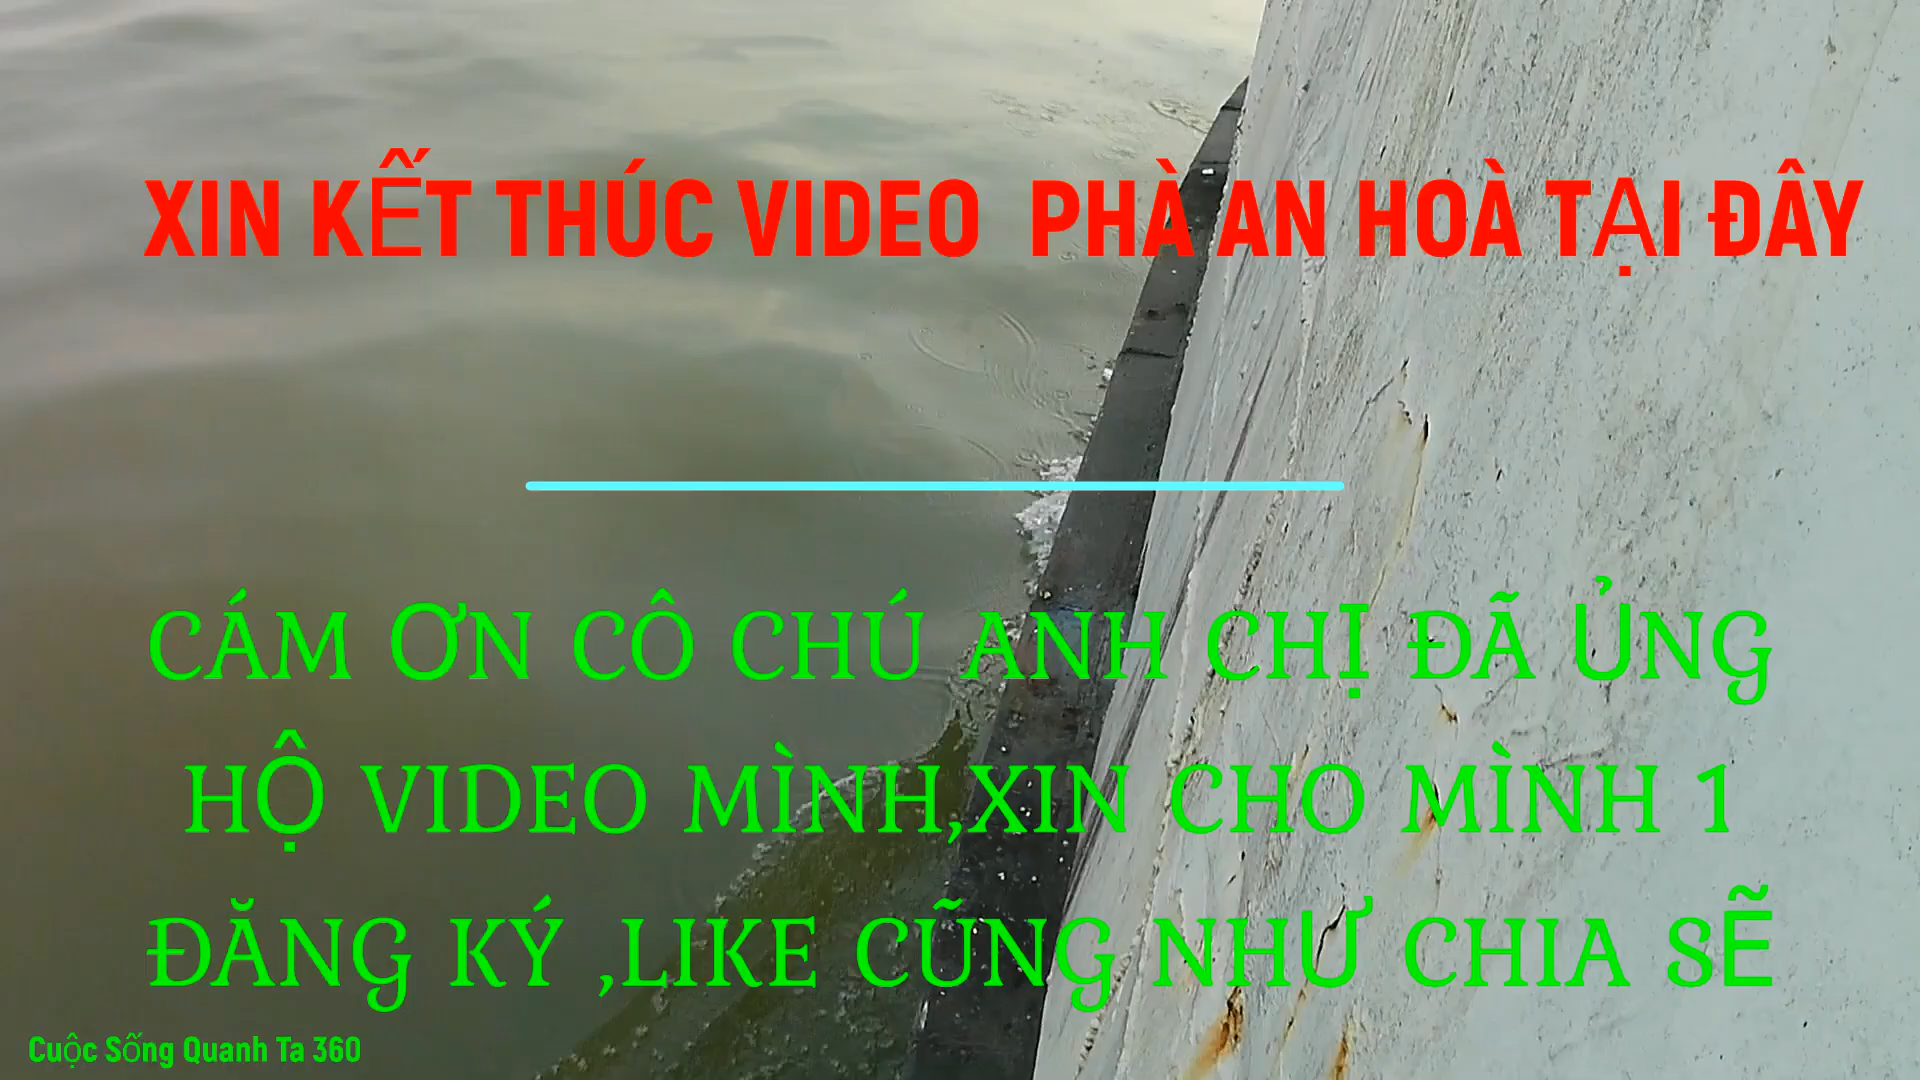 XIN KẾT THÚC VIDEO PHÀ AN HOÀ TẠI ĐÂY
CÁM ƠN CÔ CHÚ ANH CHỊ ĐÃ ỦNG
HỘ VIDEO MÌNH,XIN CHO MÌNH 1
ĐĂNG KÝ ,LIKE CŨNG NHƯ CHIA SẼ
Cuộc Sống Quanh Ta 360